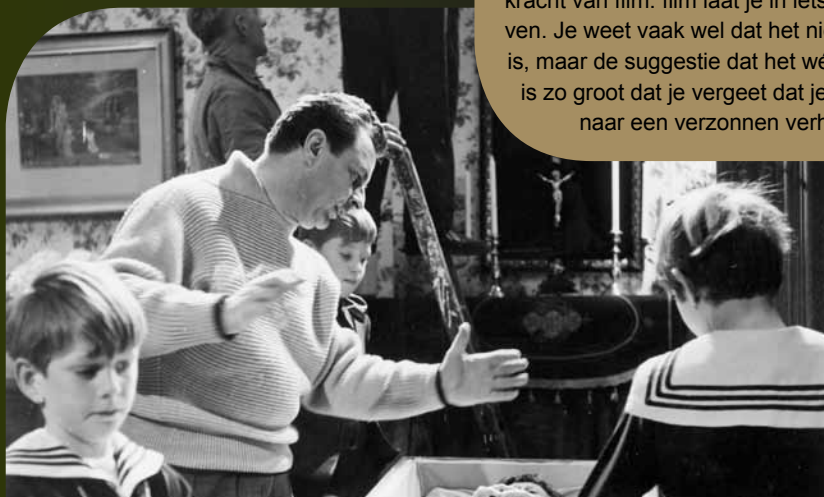 kracht van film: film laat je in iets
ven. Je weet vaak wel dat het nie
is, maar de suggestie dat het wé
is zo groot dat je vergeet dat je
naar een verzonnen verh